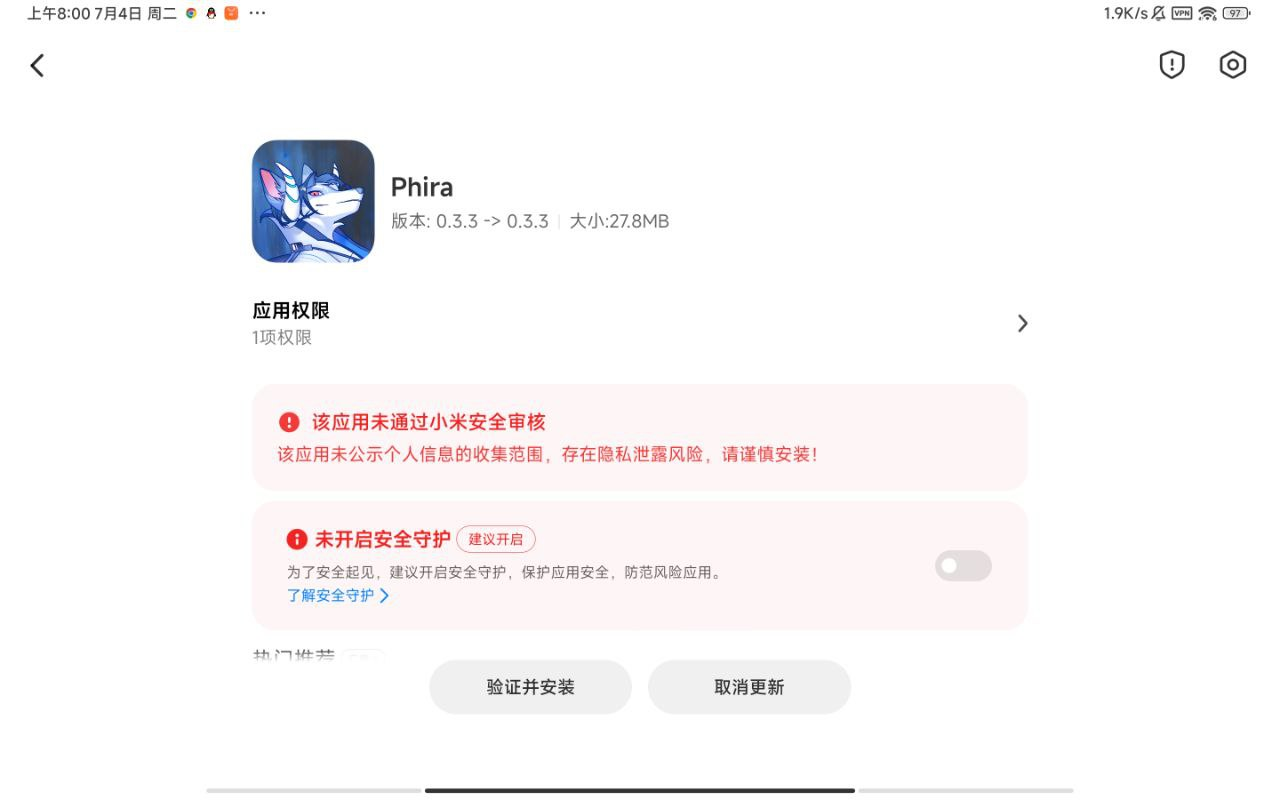 上午8:00 7月4日 周二 ...
1.9K/s VPN 97
Phira
版本: 0.3.3 -> 0.3.3 | 大小:27.8MB
应用权限
1项权限
该应用未通过小米安全审核
该应用未公示个人信息的收集范围，存在隐私泄露风险，请谨慎安装！
未开启安全守护 建议开启
为了安全起见，建议开启安全守护，保护应用安全，防范风险应用。
了解安全守护
热门推荐
验证并安装
取消更新